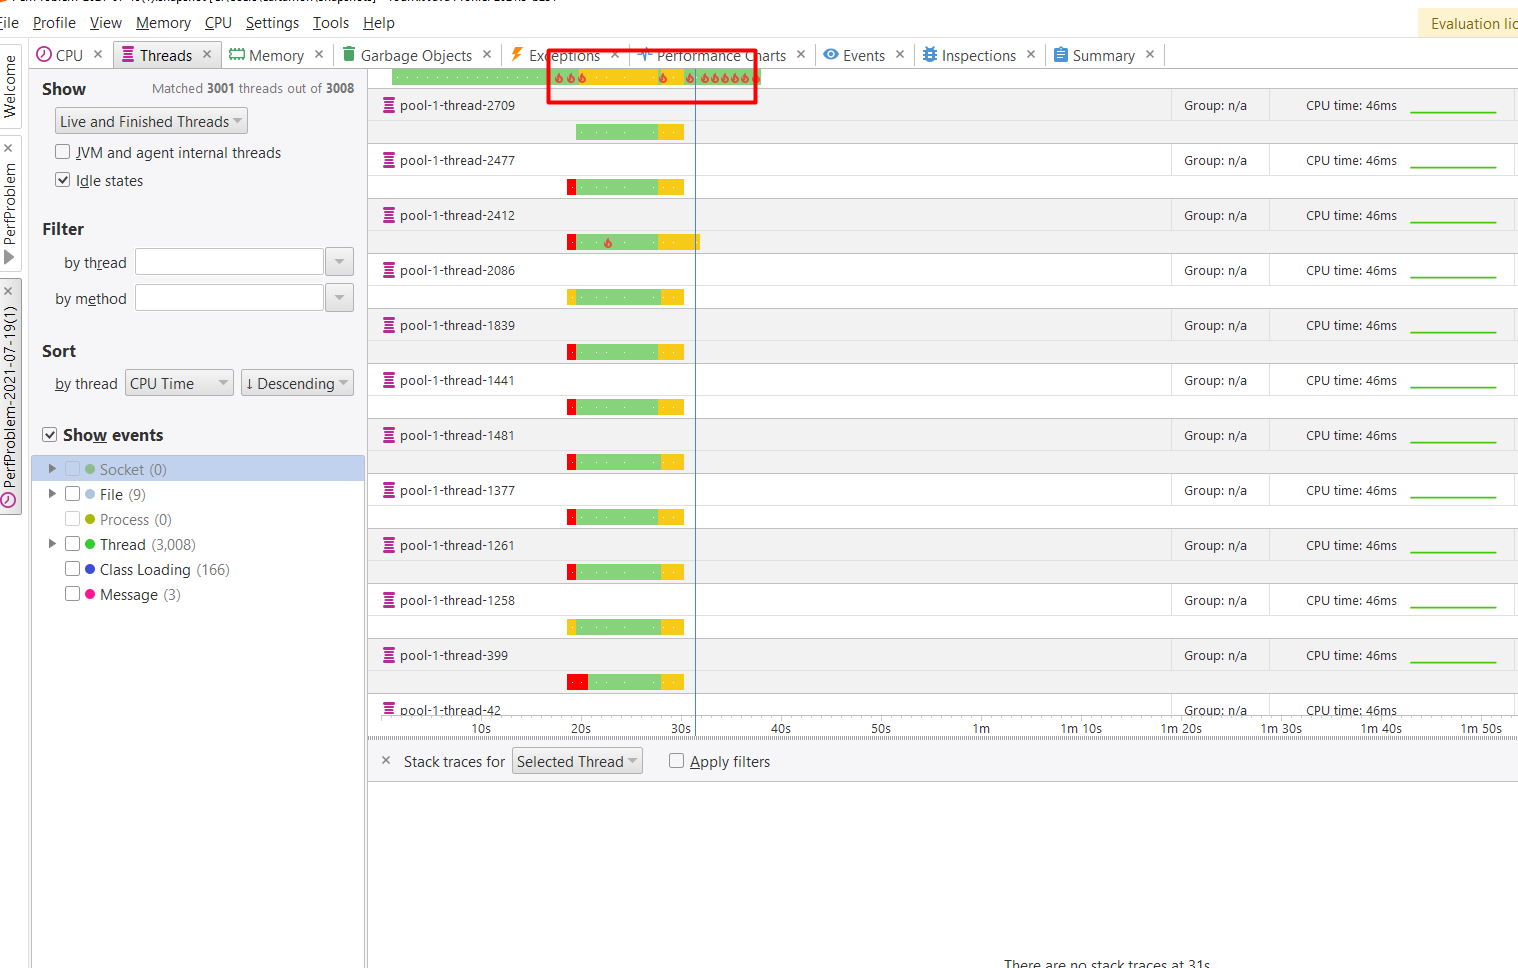 File Profile View Memory CPU Settings Tools Help
Evaluation lic
CPU × Threads × Memory × Garbage Objects × Exceptions × Performance Charts × Events × Inspections × Summary ×
Welcome
PerfProblem
PerfProblem-2021-07-19(1)
Show Matched 3001 threads out of 3008
Live and Finished Threads
JVM and agent internal threads
Idle states
Filter
by thread
by method
Sort
by thread CPU Time ↓ Descending
Show events
Socket (0)
File (9)
Process (0)
Thread (3,008)
Class Loading (166)
Message (3)
pool-1-thread-2709 Group: n/a CPU time: 46ms
pool-1-thread-2477 Group: n/a CPU time: 46ms
pool-1-thread-2412 Group: n/a CPU time: 46ms
pool-1-thread-2086 Group: n/a CPU time: 46ms
pool-1-thread-1839 Group: n/a CPU time: 46ms
pool-1-thread-1441 Group: n/a CPU time: 46ms
pool-1-thread-1481 Group: n/a CPU time: 46ms
pool-1-thread-1377 Group: n/a CPU time: 46ms
pool-1-thread-1261 Group: n/a CPU time: 46ms
pool-1-thread-1258 Group: n/a CPU time: 46ms
pool-1-thread-399 Group: n/a CPU time: 46ms
pool-1-thread-42 Group: n/a CPU time: 46ms
10s 20s 30s 40s 50s 1m 1m 10s 1m 20s 1m 30s 1m 40s 1m 50s
× Stack traces for Selected Thread Apply filters
There are no stack traces at 31s